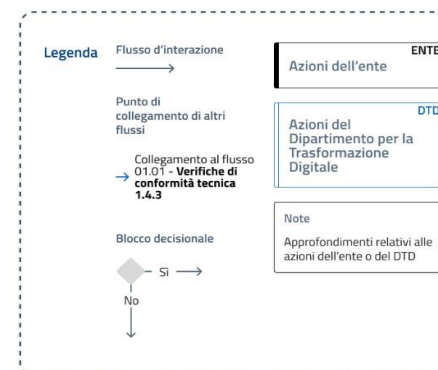 Legenda
Flusso d'interazione
Punto di
collegamento di altri
flussi
Collegamento al flusso
01.01 - Verifiche di
conformità tecnica
1.4.3
Blocco decisionale
Sì
No
ENTE
Azioni dell'ente
DTD
Azioni del
Dipartimento per la
Trasformazione
Digitale
Note
Approfondimenti relativi alle
azioni dell'ente o del DTD